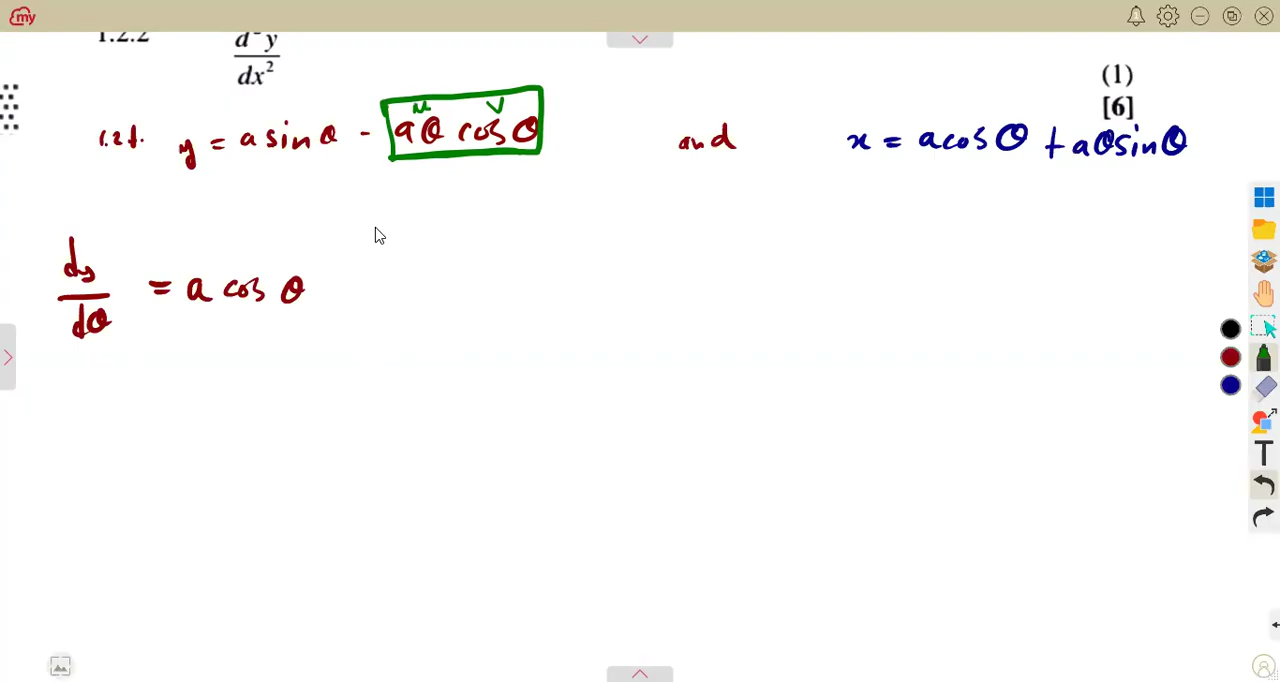 my
1.2.2 d²y
dx²
(1)
[6]
u v
1.2.1. y = a sin θ - aθ cos θ and x = a cos θ + aθ sin θ
dy
dθ = a cos θ
T